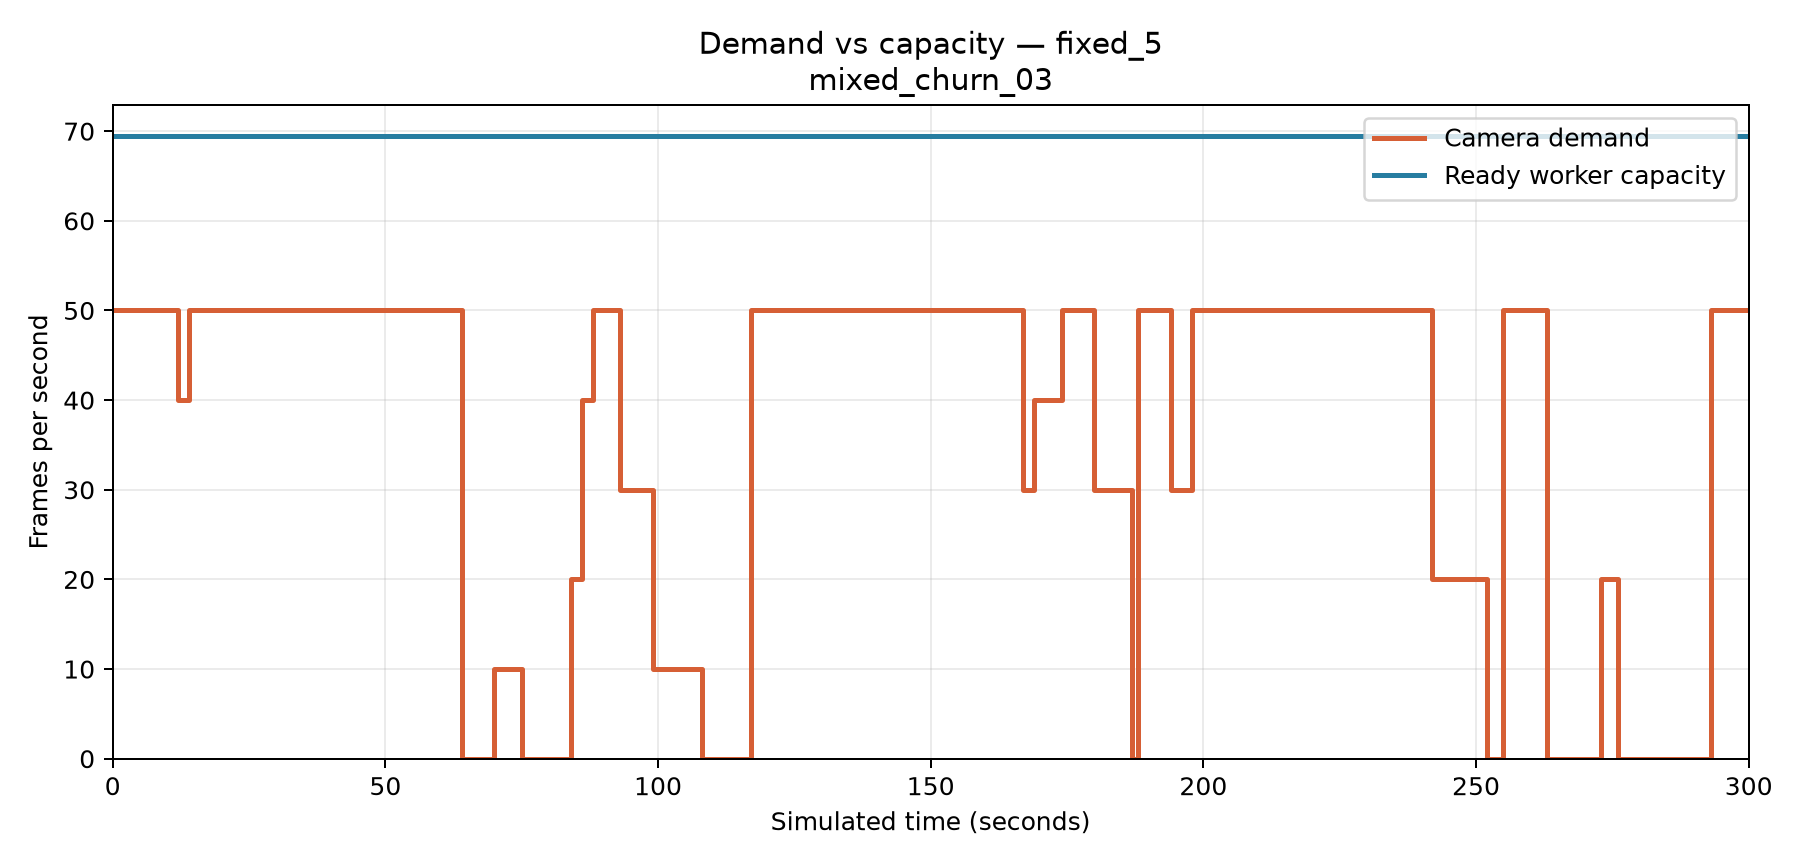 Demand vs capacity — fixed_5
mixed_churn_03
Camera demand
Ready worker capacity
Frames per second
70
60
50
40
30
20
10
0
0 50 100 150 200 250 300
Simulated time (seconds)